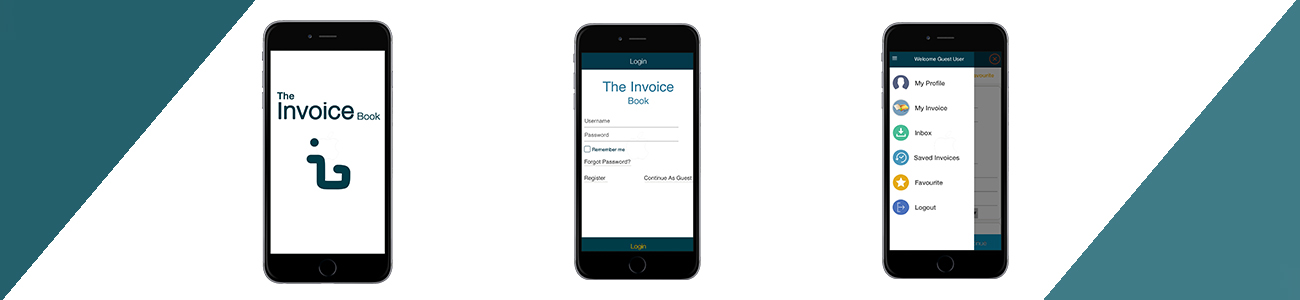 The
Invoice Book
Login
The Invoice
Book
Username
Password
Remember me
Forgot Password?
Register Continue As Guest
Login
Welcome Guest User
My Profile
My Invoice
Inbox
Saved Invoices
Favourite
Logout